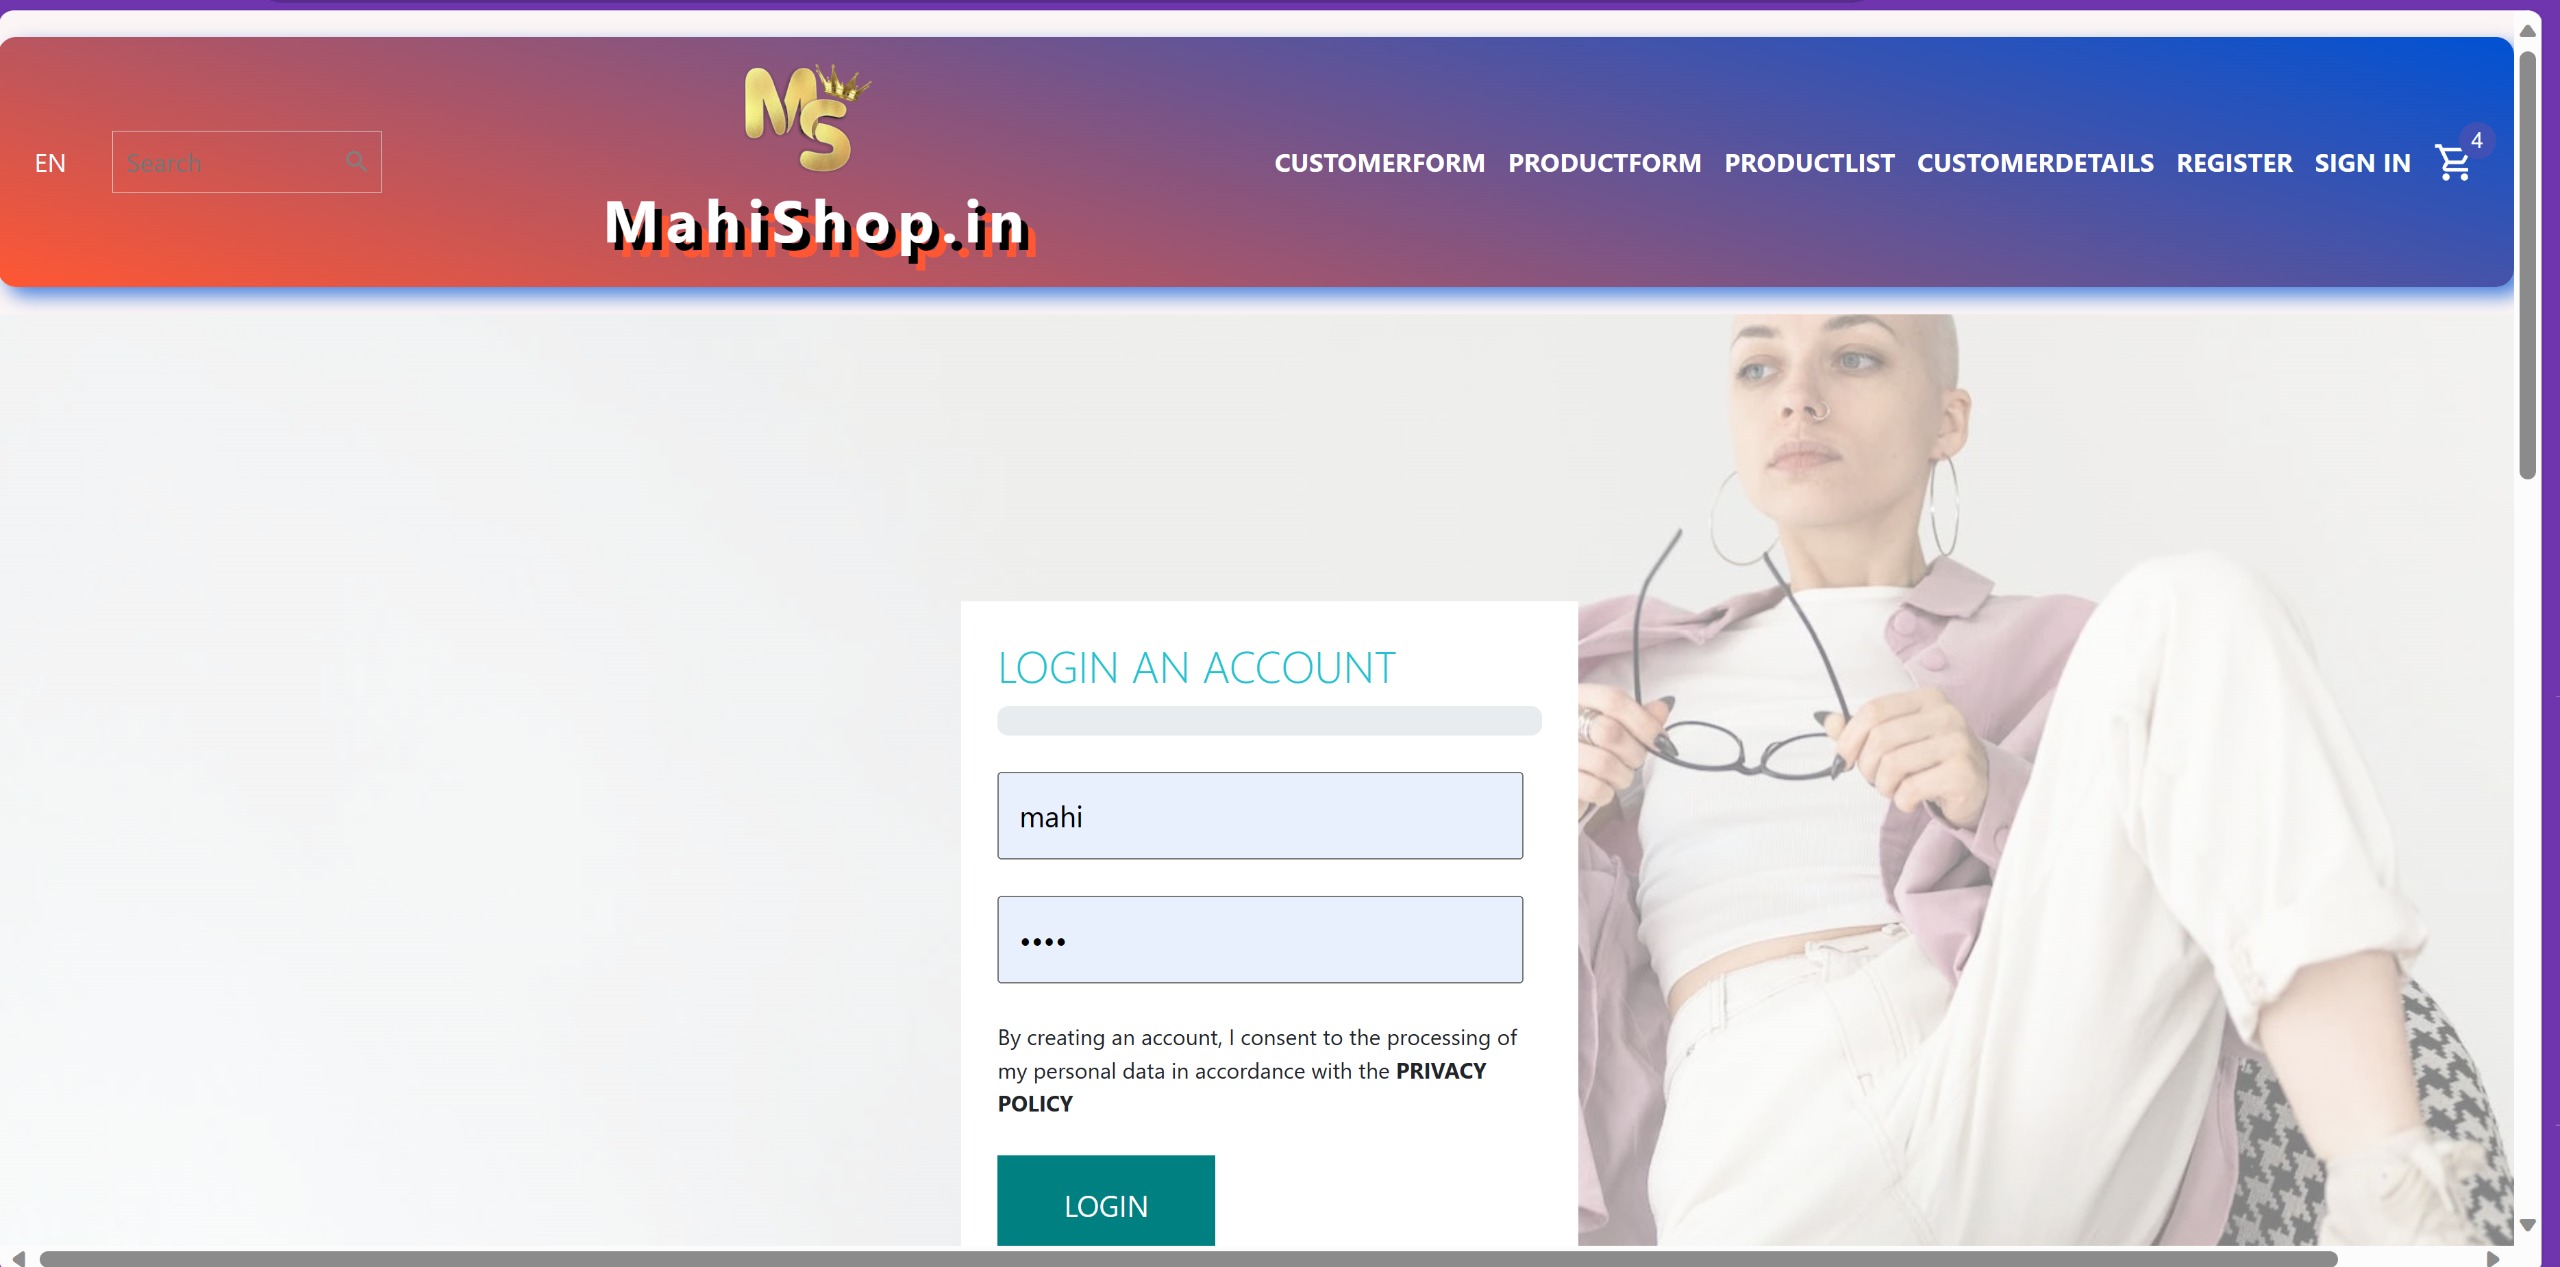 EN
Search
MS
MahiShop.in
CUSTOMERFORM PRODUCTFORM PRODUCTLIST CUSTOMERDETAILS REGISTER SIGN IN 4
LOGIN AN ACCOUNT
mahi
••••
By creating an account, I consent to the processing of
my personal data in accordance with the PRIVACY
POLICY
LOGIN